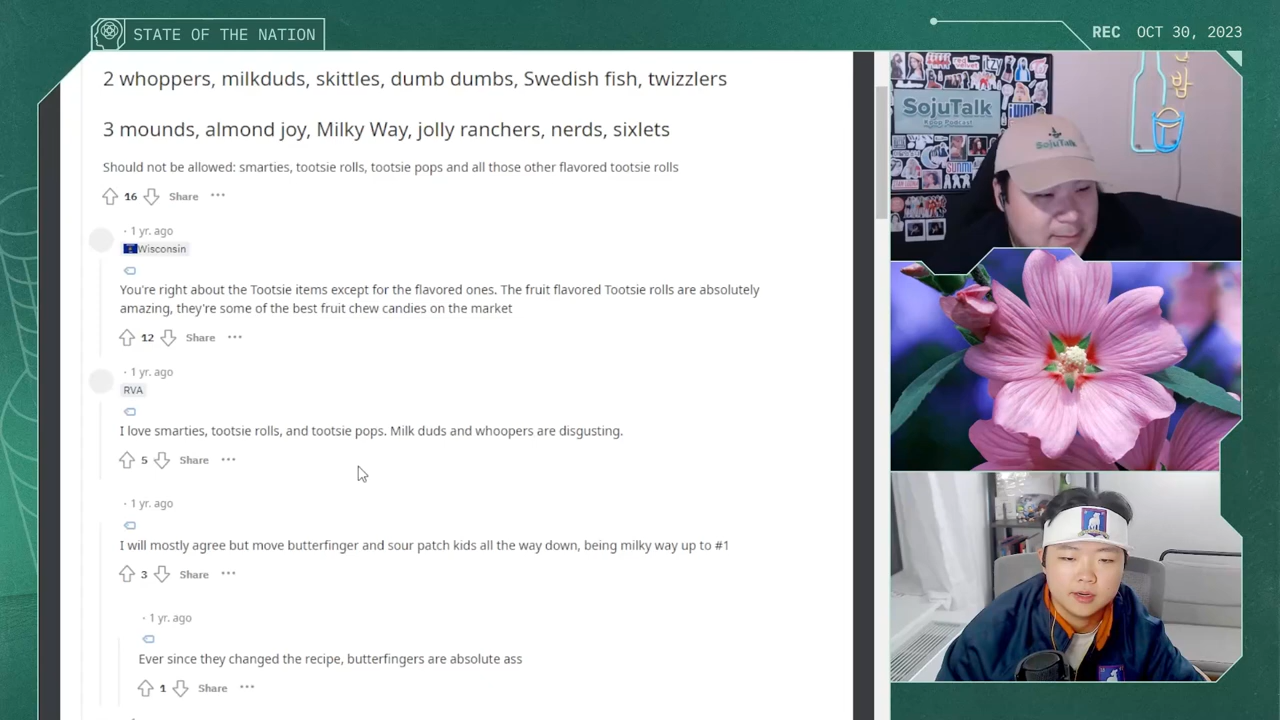 STATE OF THE NATION
REC OCT 30, 2023
2 whoppers, milkduds, skittles, dumb dumbs, Swedish fish, twizzlers
3 mounds, almond joy, Milky Way, jolly ranchers, nerds, sixlets
Should not be allowed: smarties, tootsie rolls, tootsie pops and all those other flavored tootsie rolls
16 Share
· 1 yr. ago
Wisconsin
You're right about the Tootsie items except for the flavored ones. The fruit flavored Tootsie rolls are absolutely
amazing, they're some of the best fruit chew candies on the market
12 Share
· 1 yr. ago
RVA
I love smarties, tootsie rolls, and tootsie pops. Milk duds and whoopers are disgusting.
5 Share
· 1 yr. ago
I will mostly agree but move butterfinger and sour patch kids all the way down, being milky way up to #1
3 Share
· 1 yr. ago
Ever since they changed the recipe, butterfingers are absolute ass
1 Share
SojuTalk
Kpop Podcast
밤
SojuTalk